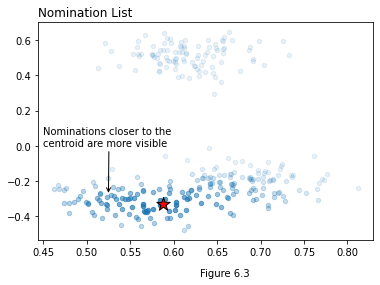 Nomination List
0.6
0.4
0.2
0.0
−0.2
−0.4
Nominations closer to the
centroid are more visible
0.45 0.50 0.55 0.60 0.65 0.70 0.75 0.80
Figure 6.3